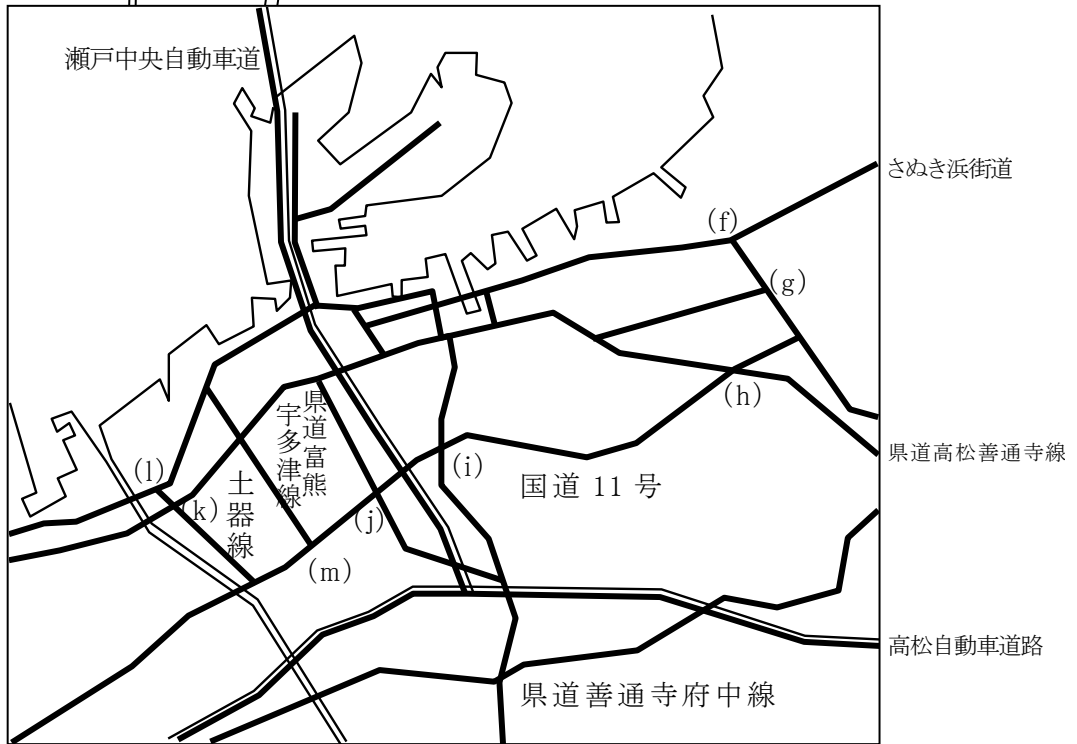 瀬戸中央自動車道
さぬき浜街道
(f)
(g)
(h)
県道高松善通寺線
県道富熊
宇多津線
(i)
国道 11 号
(l)
(k)
土器線
(j)
(m)
高松自動車道路
県道善通寺府中線